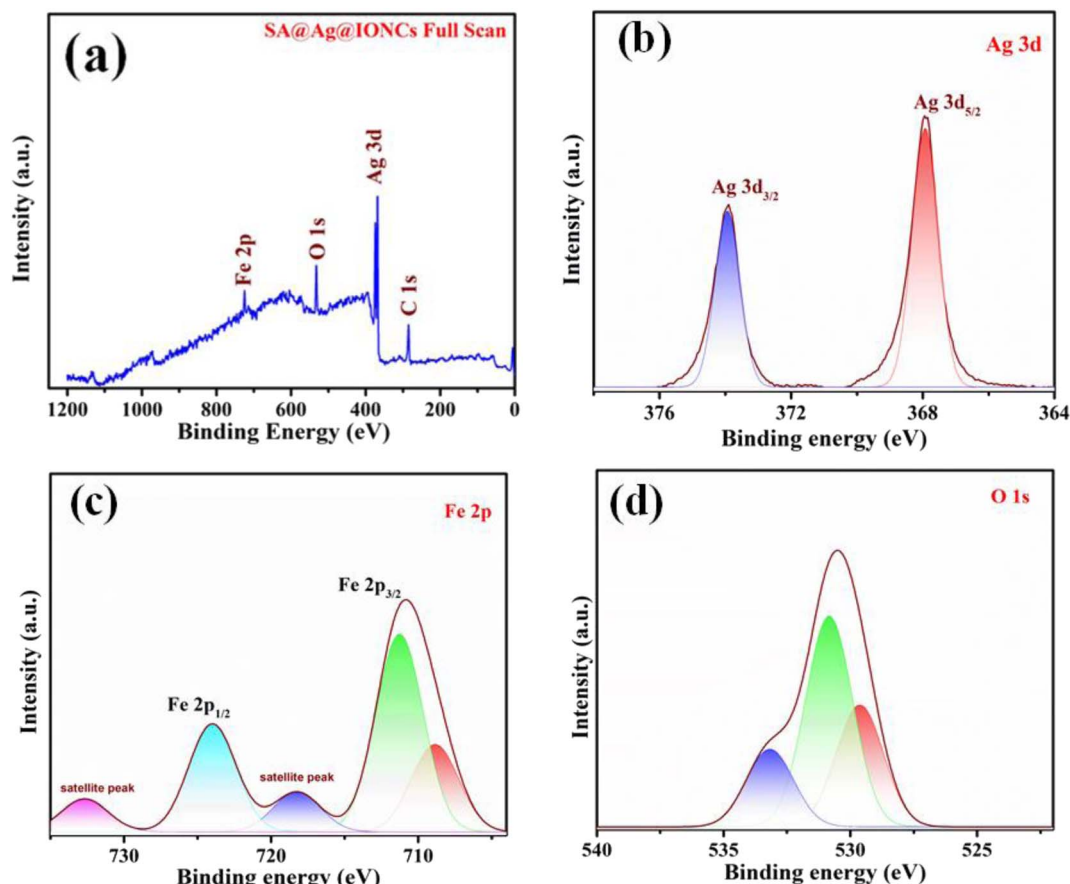 (a)
SA@Ag@IONCs Full Scan
Intensity (a.u.)
Fe 2p
O 1s
Ag 3d
C 1s
1200 1000 800 600 400 200 0
Binding Energy (eV)
(b)
Ag 3d
Intensity (a.u.)
Ag 3d3/2
Ag 3d5/2
376 372 368 364
Binding energy (eV)
(c)
Fe 2p
Intensity (a.u.)
Fe 2p3/2
Fe 2p1/2
satellite peak
satellite peak
730 720 710
Binding energy (eV)
(d)
O 1s
Intensity (a.u.)
540 535 530 525
Binding energy (eV)